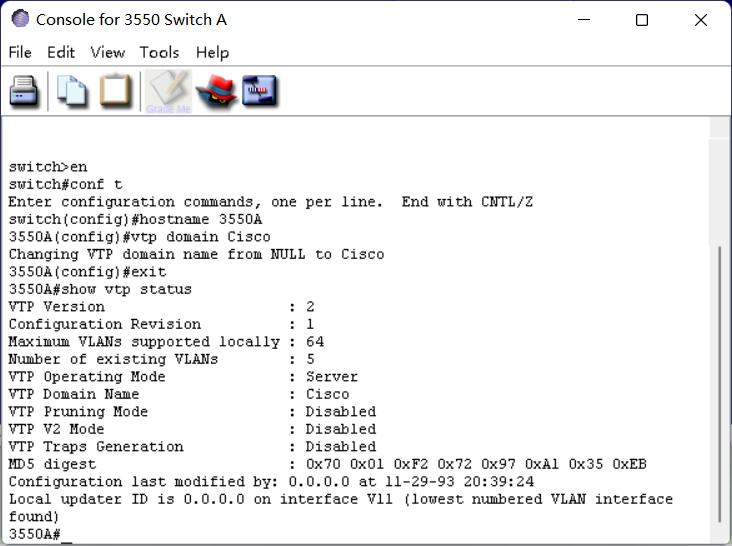 Console for 3550 Switch A
File Edit View Tools Help
Grade Me
switch>en
switch#conf t
Enter configuration commands, one per line.  End with CNTL/Z
switch(config)#hostname 3550A
3550A(config)#vtp domain Cisco
Changing VTP domain name from NULL to Cisco
3550A(config)#exit
3550A#show vtp status
VTP Version                     : 2
Configuration Revision          : 1
Maximum VLANs supported locally : 64
Number of existing VLANs        : 5
VTP Operating Mode              : Server
VTP Domain Name                 : Cisco
VTP Pruning Mode                : Disabled
VTP V2 Mode                     : Disabled
VTP Traps Generation            : Disabled
MD5 digest                      : 0x70 0x01 0xF2 0x72 0x97 0xA1 0x35 0xEB
Configuration last modified by: 0.0.0.0 at 11-29-93 20:39:24
Local updater ID is 0.0.0.0 on interface Vl1 (lowest numbered VLAN interface
found)
3550A#_